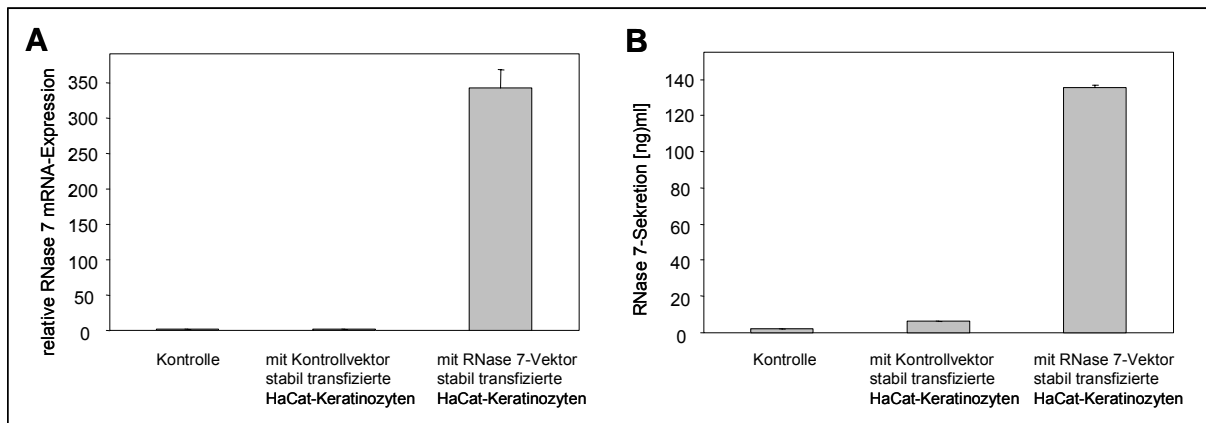 A
relative RNase 7 mRNA-Expression
350
300
250
200
150
100
50
0
Kontrolle
mit Kontrollvektor
stabil transfizierte
HaCat-Keratinozyten
mit RNase 7-Vektor
stabil transfizierte
HaCat-Keratinozyten
B
RNase 7-Sekretion [ng)ml]
140
120
100
80
60
40
20
0
Kontrolle
mit Kontrollvektor
stabil transfizierte
HaCat-Keratinozyten
mit RNase 7-Vektor
stabil transfizierte
HaCat-Keratinozyten